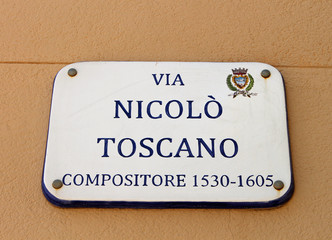 VIA
NICOLÒ
TOSCANO
COMPOSITORE 1530-1605